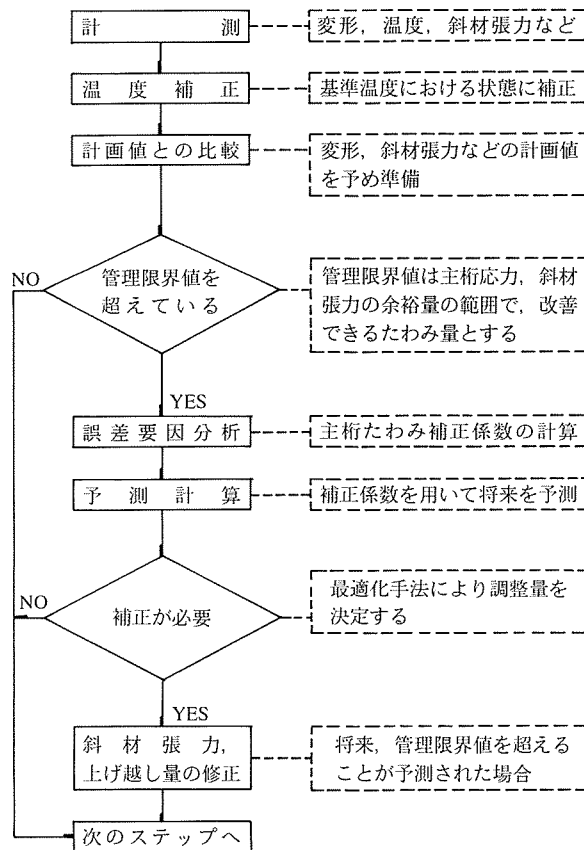 計測
変形，温度，斜材張力など
温度補正
基準温度における状態に補正
計画値との比較
変形，斜材張力などの計画値
を予め準備
NO
管理限界値を
超えている
管理限界値は主桁応力，斜材
張力の余裕量の範囲で，改善
できるたわみ量とする
YES
誤差要因分析
主桁たわみ補正係数の計算
予測計算
補正係数を用いて将来を予測
NO
補正が必要
最適化手法により調整量を
決定する
YES
斜材張力，
上げ越し量の修正
将来，管理限界値を超える
ことが予測された場合
次のステップへ